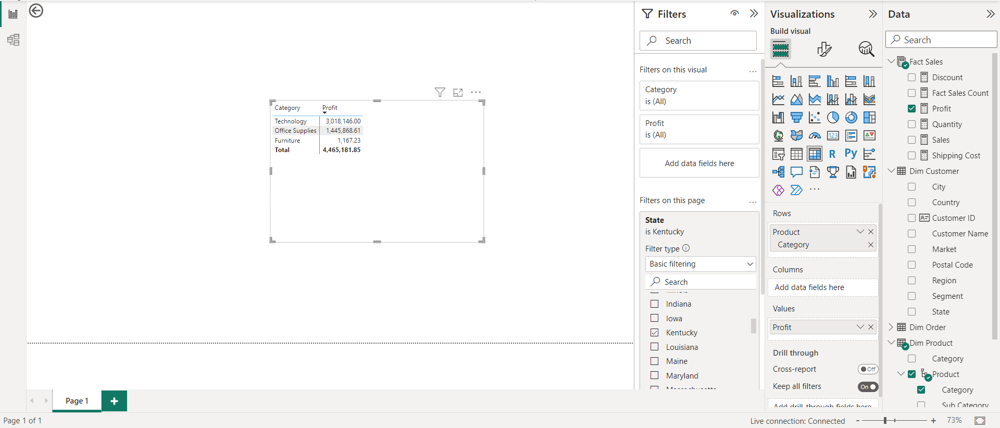 Category Profit
Technology 3,018,146.00
Office Supplies 1,445,868.61
Furniture 1,167.23
Total 4,465,181.85
Page 1
Page 1 of 1
Filters
Search
Filters on this visual
Category
is (All)
Profit
is (All)
Add data fields here
Filters on this page
State
is Kentucky
Filter type
Basic filtering
Search
Indiana
Iowa
Kentucky
Louisiana
Maine
Maryland
Visualizations
Build visual
123
R
Py
Rows
Product
Category
Columns
Add data fields here
Values
Profit
Drill through
Cross-report Off
Keep all filters On
Add drill-through fields here
Data
Search
Fact Sales
Discount
Fact Sales Count
Profit
Quantity
Sales
Shipping Cost
Dim Customer
City
Country
Customer ID
Customer Name
Market
Postal Code
Region
Segment
State
Dim Order
Dim Product
Category
Product
Category
Sub Category
Live connection: Connected
- + 73%